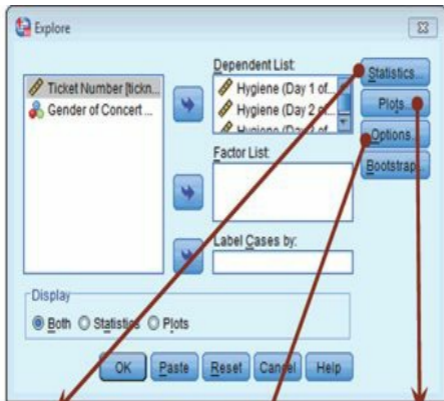 Explore
Dependent List:
Statistics...
Ticket Number [tickn...
Hygiene (Day 1 of...
Plots...
Gender of Concert ...
Hygiene (Day 2 of...
Options...
Factor List:
Bootstrap...
Label Cases by:
Display
Both Statistics Plots
OK Paste Reset Cancel Help